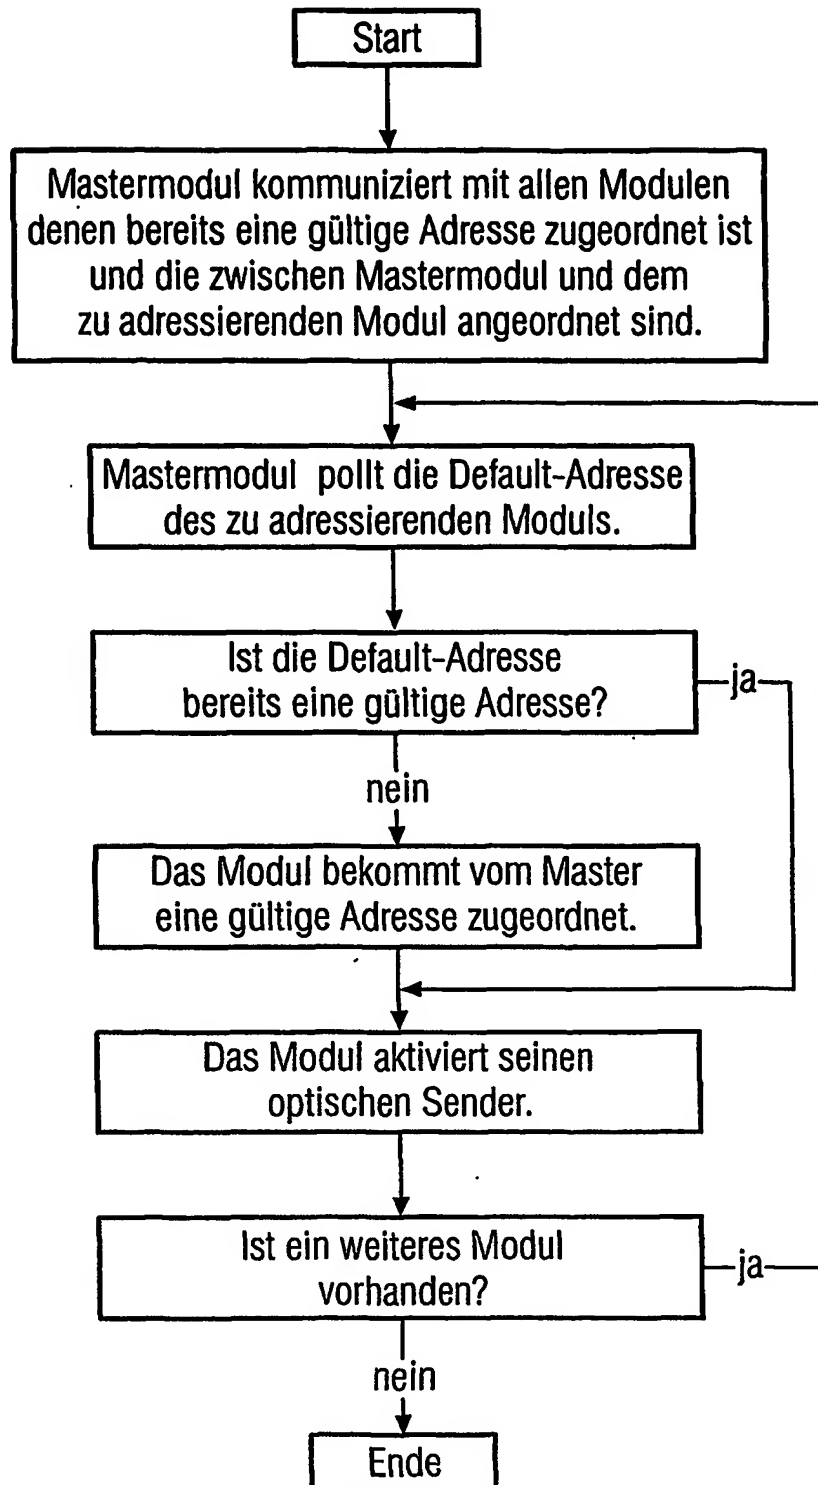 Start
Mastermodul kommuniziert mit allen Modulen
denen bereits eine gültige Adresse zugeordnet ist
und die zwischen Mastermodul und dem
zu adressierenden Modul angeordnet sind.
Mastermodul pollt die Default-Adresse
des zu adressierenden Moduls.
Ist die Default-Adresse
bereits eine gültige Adresse?
ja
nein
Das Modul bekommt vom Master
eine gültige Adresse zugeordnet.
Das Modul aktiviert seinen
optischen Sender.
Ist ein weiteres Modul
vorhanden?
ja
nein
Ende